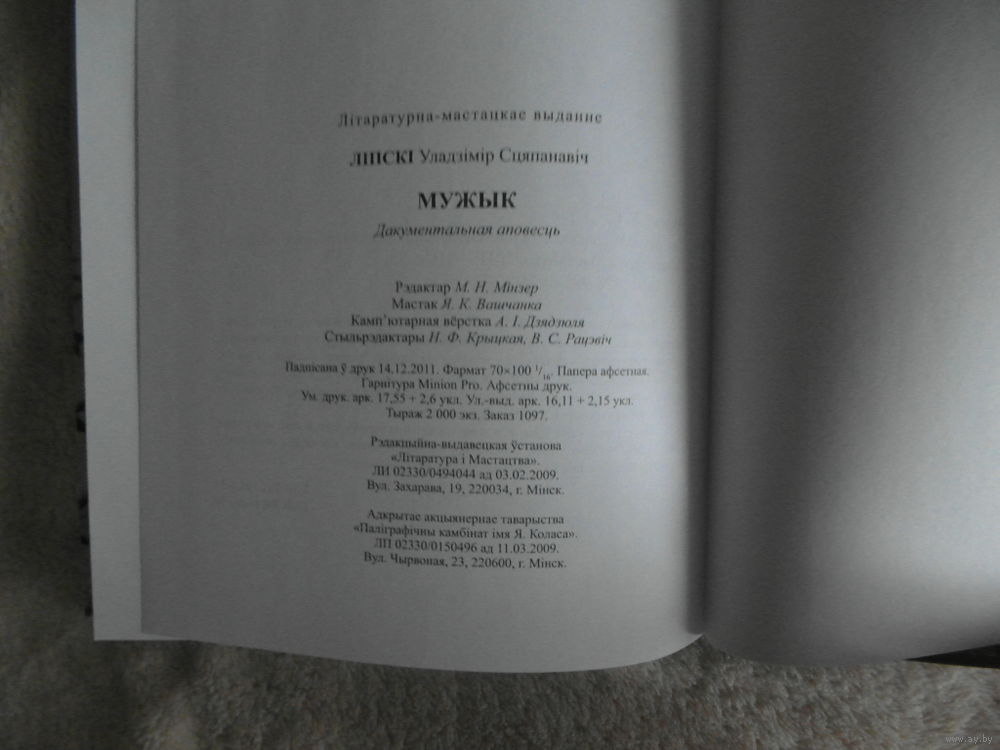 Літаратурна-мастацкае выданне
ЛІПСКІ Уладзімір Сцяпанавіч
МУЖЫК
Дакументальная аповесць
Рэдактар М. Н. Мінзер
Мастак Я. К. Вашчанка
Камп'ютарная вёрстка А. І. Дзядзюля
Стыльрэдактары Н. Ф. Крыцкая, В. С. Рацэвіч
Падпісана ў друк 14.12.2011. Фармат 70×100 1/16. Папера афсетная.
Гарнітура Minion Pro. Афсетны друк.
Ум. друк. арк. 17,55 + 2,6 укл. Ул.-выд. арк. 16,11 + 2,15 укл.
Тыраж 2 000 экз. Заказ 1097.
Рэдакцыйна-выдавецкая ўстанова
«Літаратура і Мастацтва».
ЛИ 02330/0494044 ад 03.02.2009.
Вул. Захарава, 19, 220034, г. Мінск.
Адкрытае акцыянернае таварыства
«Паліграфічны камбінат імя Я. Коласа».
ЛП 02330/0150496 ад 11.03.2009.
Вул. Чырвоная, 23, 220600, г. Мінск.
www.ay.by